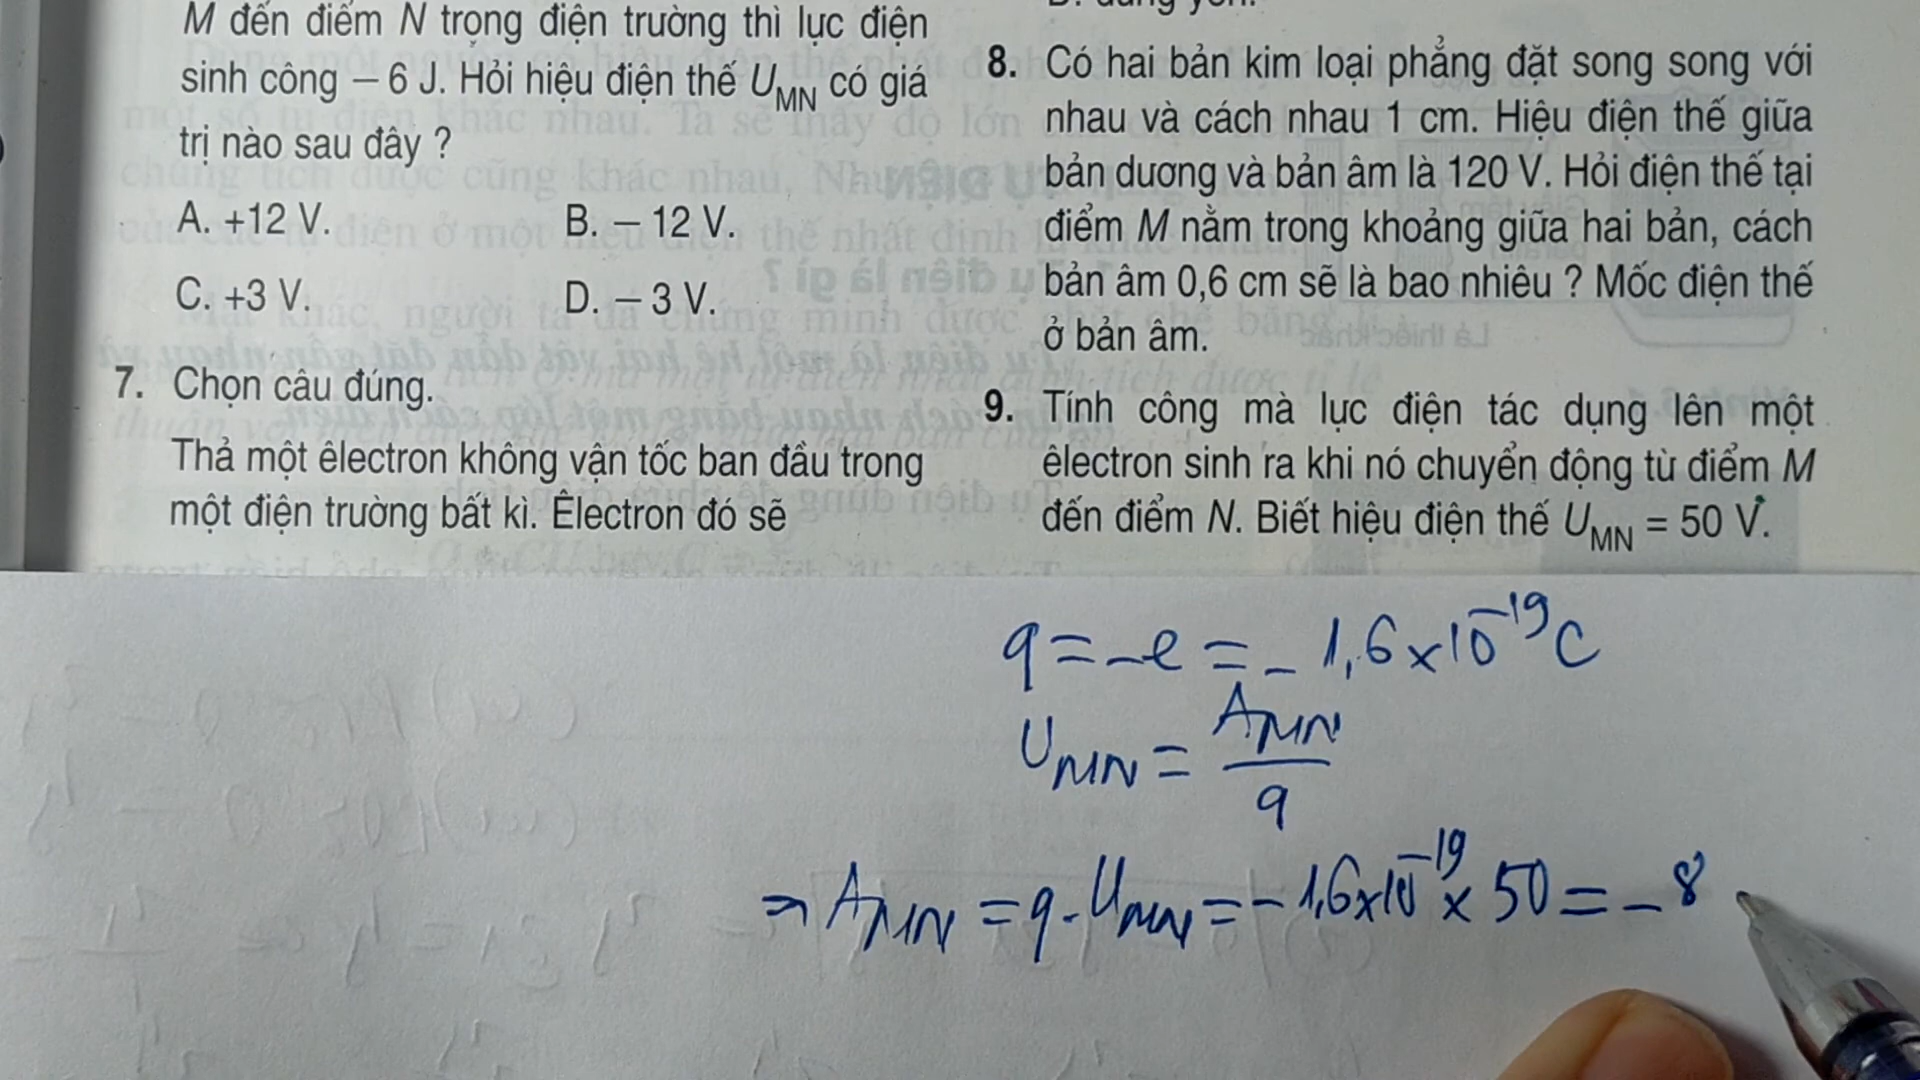 M đến điểm N trong điện trường thì lực điện
sinh công – 6 J. Hỏi hiệu điện thế UMN có giá
trị nào sau đây ?
A. +12 V. B. – 12 V.
C. +3 V. D. – 3 V.
7. Chọn câu đúng.
Thả một êlectron không vận tốc ban đầu trong
một điện trường bất kì. Êlectron đó sẽ
8. Có hai bản kim loại phẳng đặt song song với
nhau và cách nhau 1 cm. Hiệu điện thế giữa
bản dương và bản âm là 120 V. Hỏi điện thế tại
điểm M nằm trong khoảng giữa hai bản, cách
bản âm 0,6 cm sẽ là bao nhiêu ? Mốc điện thế
ở bản âm.
9. Tính công mà lực điện tác dụng lên một
êlectron sinh ra khi nó chuyển động từ điểm M
đến điểm N. Biết hiệu điện thế UMN = 50 V.
q = -e = - 1,6 x 10^-19 C
UMN = AMN / q
=> AMN = q . UMN = - 1,6 x 10^-19 x 50 = - 8